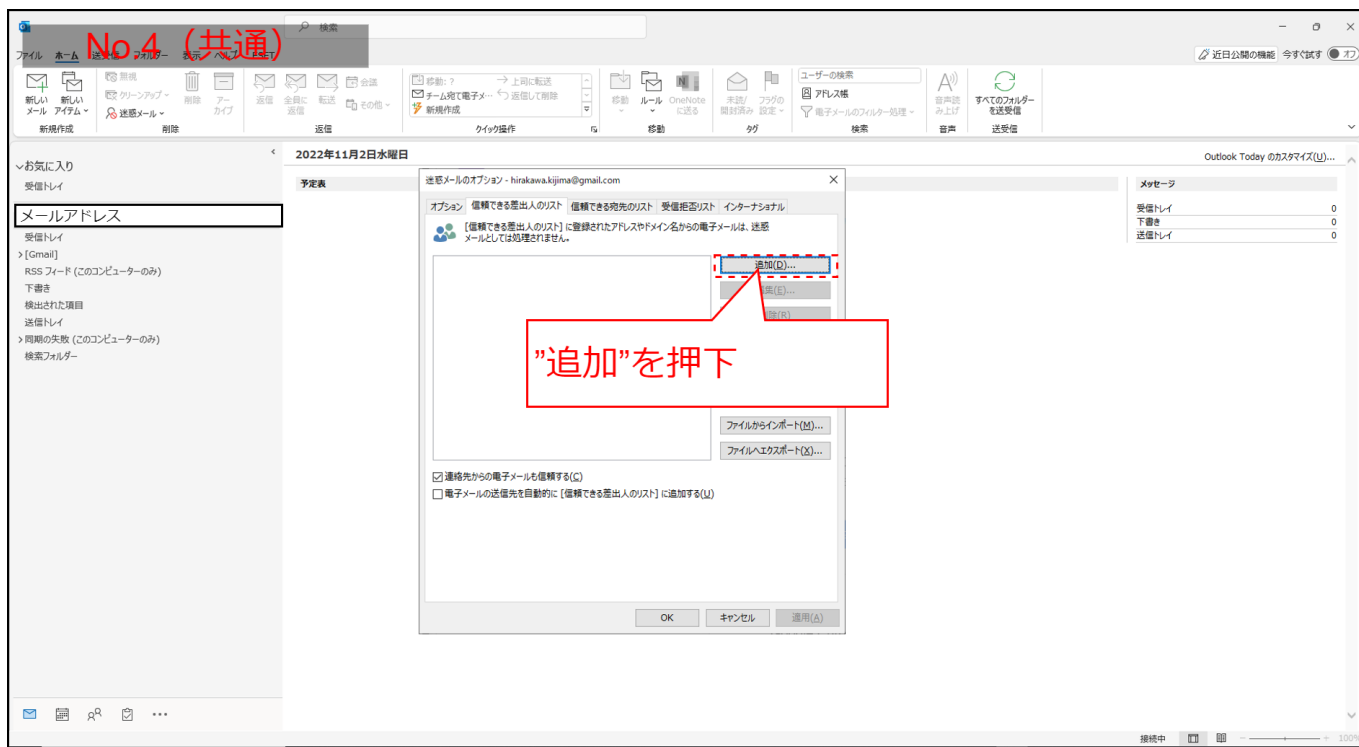 検索
No.4（共通）
ファイル ホーム 送受信 フォルダー 表示 ヘルプ ESET
近日公開の機能 今すぐ試す オフ
新しいメール
新しいアイテム
無視
クリーンアップ
迷惑メール
削除
アーカイブ
返信
全員に返信
転送
会議
その他
移動: ?
チーム宛て電子メ…
新規作成
上司に転送
返信して削除
移動
ルール
OneNote に送る
未読/開封済み
フラグの設定
ユーザーの検索
アドレス帳
電子メールのフィルター処理
音声読み上げ
すべてのフォルダーを送受信
新規作成 削除 返信 クイック操作 移動 タグ 検索 音声 送受信
お気に入り
受信トレイ
メールアドレス
受信トレイ
[Gmail]
RSS フィード (このコンピューターのみ)
下書き
検出された項目
送信トレイ
同期の失敗 (このコンピューターのみ)
検索フォルダー
2022年11月2日水曜日
Outlook Today のカスタマイズ(U)...
予定表
メッセージ
受信トレイ 0
下書き 0
送信トレイ 0
迷惑メールのオプション - hirakawa.kijima@gmail.com
オプション 信頼できる差出人のリスト 信頼できる宛先のリスト 受信拒否リスト インターナショナル
[信頼できる差出人のリスト] に登録されたアドレスやドメイン名からの電子メールは、迷惑
メールとしては処理されません。
追加(D)...
集(E)...
除(R)
”追加”を押下
ファイルからインポート(M)...
ファイルへエクスポート(X)...
連絡先からの電子メールも信頼する(C)
電子メールの送信先を自動的に [信頼できる差出人のリスト] に追加する(U)
OK キャンセル 適用(A)
接続中
100%